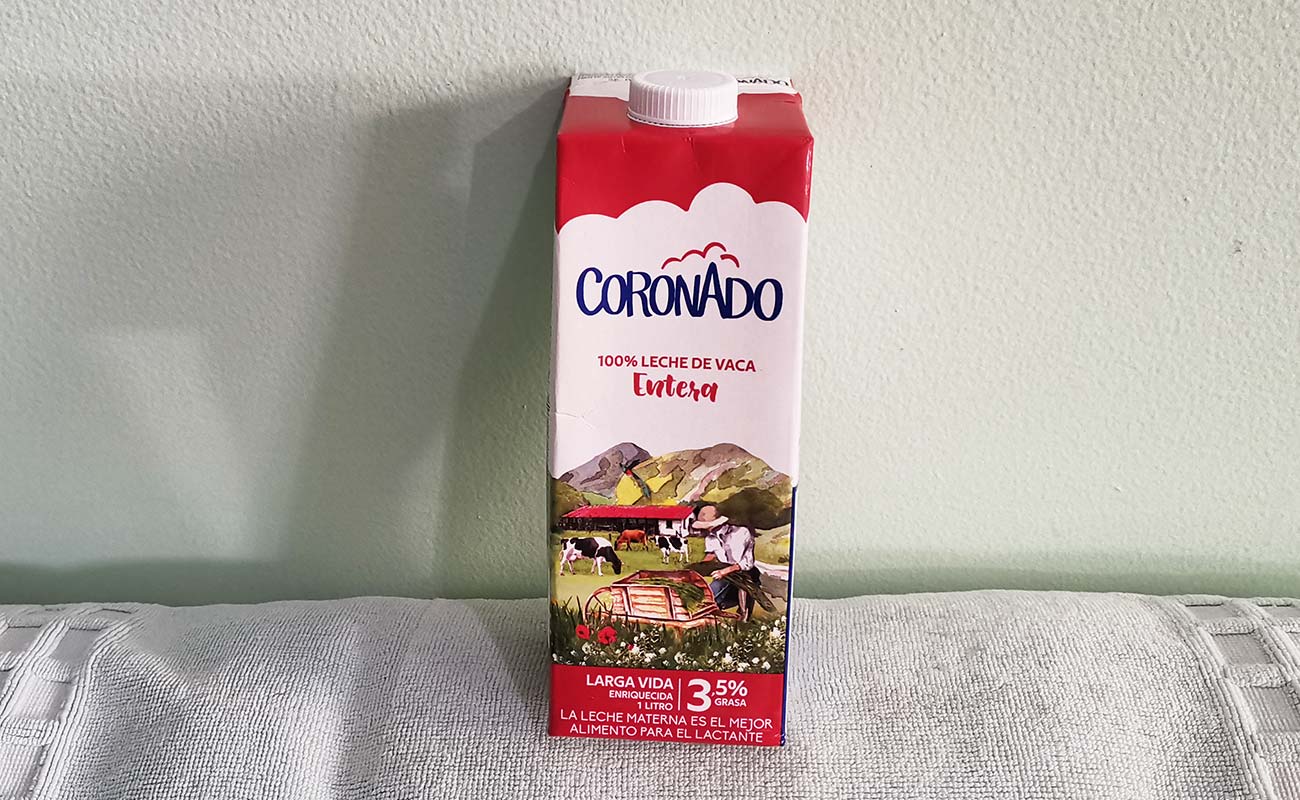 CORONADO
100% LECHE DE VACA
Entera
LARGA VIDA
ENRIQUECIDA
1 LITRO
3,5%
GRASA
LA LECHE MATERNA ES EL MEJOR
ALIMENTO PARA EL LACTANTE